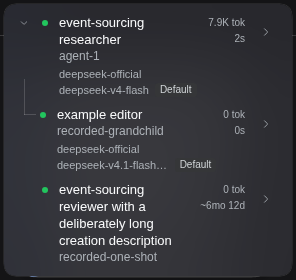 event-sourcing 7.9K tok
researcher 2s
agent-1
deepseek-official
deepseek-v4-flash Default
example editor 0 tok
recorded-grandchild 0s
deepseek-official
deepseek-v4.1-flash… Default
event-sourcing 0 tok
reviewer with a ~6mo 12d
deliberately long
creation description
recorded-one-shot